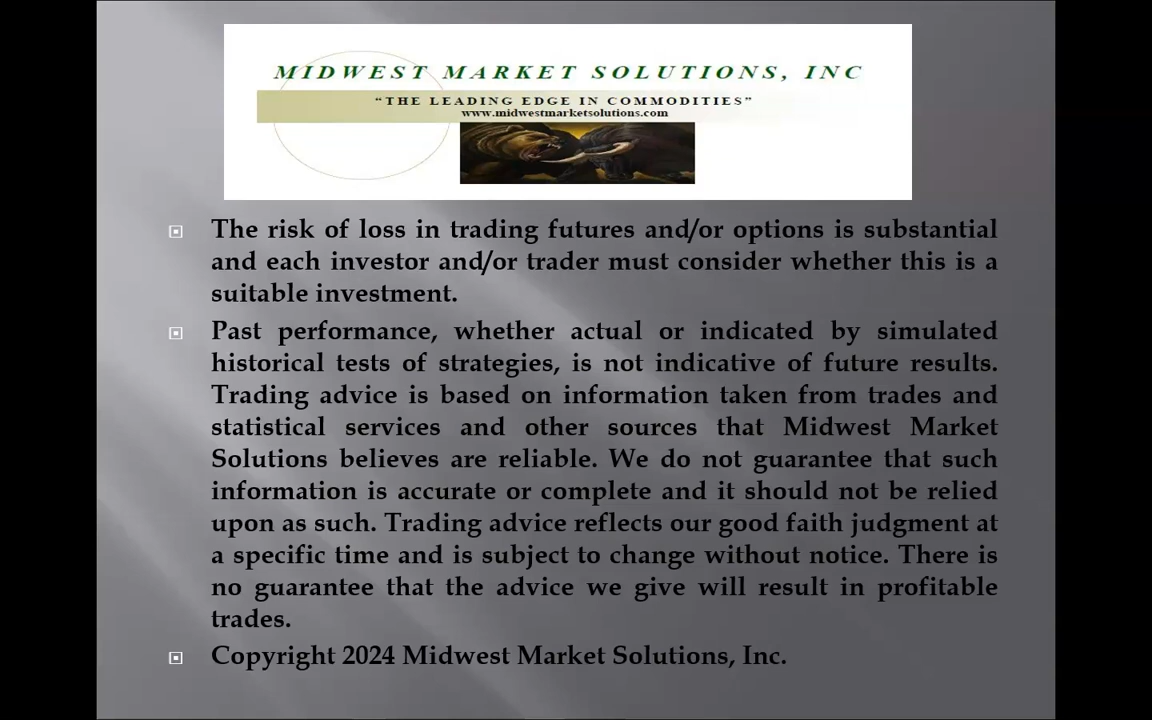 MIDWEST MARKET SOLUTIONS, INC
"THE LEADING EDGE IN COMMODITIES"
www.midwestmarketsolutions.com
The risk of loss in trading futures and/or options is substantial
and each investor and/or trader must consider whether this is a
suitable investment.
Past performance, whether actual or indicated by simulated
historical tests of strategies, is not indicative of future results.
Trading advice is based on information taken from trades and
statistical services and other sources that Midwest Market
Solutions believes are reliable. We do not guarantee that such
information is accurate or complete and it should not be relied
upon as such. Trading advice reflects our good faith judgment at
a specific time and is subject to change without notice. There is
no guarantee that the advice we give will result in profitable
trades.
Copyright 2024 Midwest Market Solutions, Inc.